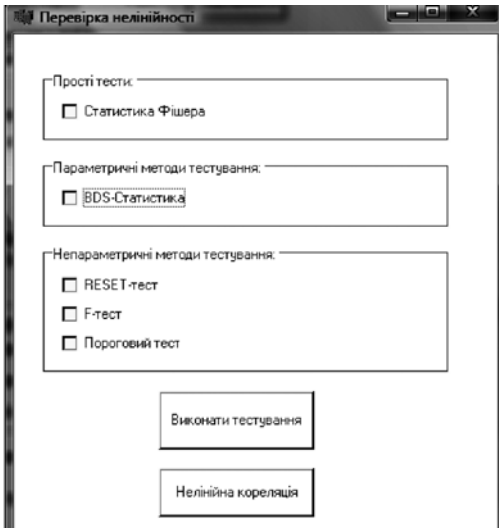 Перевірка нелінійності
Прості тести:
Статистика Фішера
Параметричні методи тестування:
BDS-Статистика
Непараметричні методи тестування:
RESET-тест
F-тест
Пороговий тест
Виконати тестування
Нелінійна кореляція